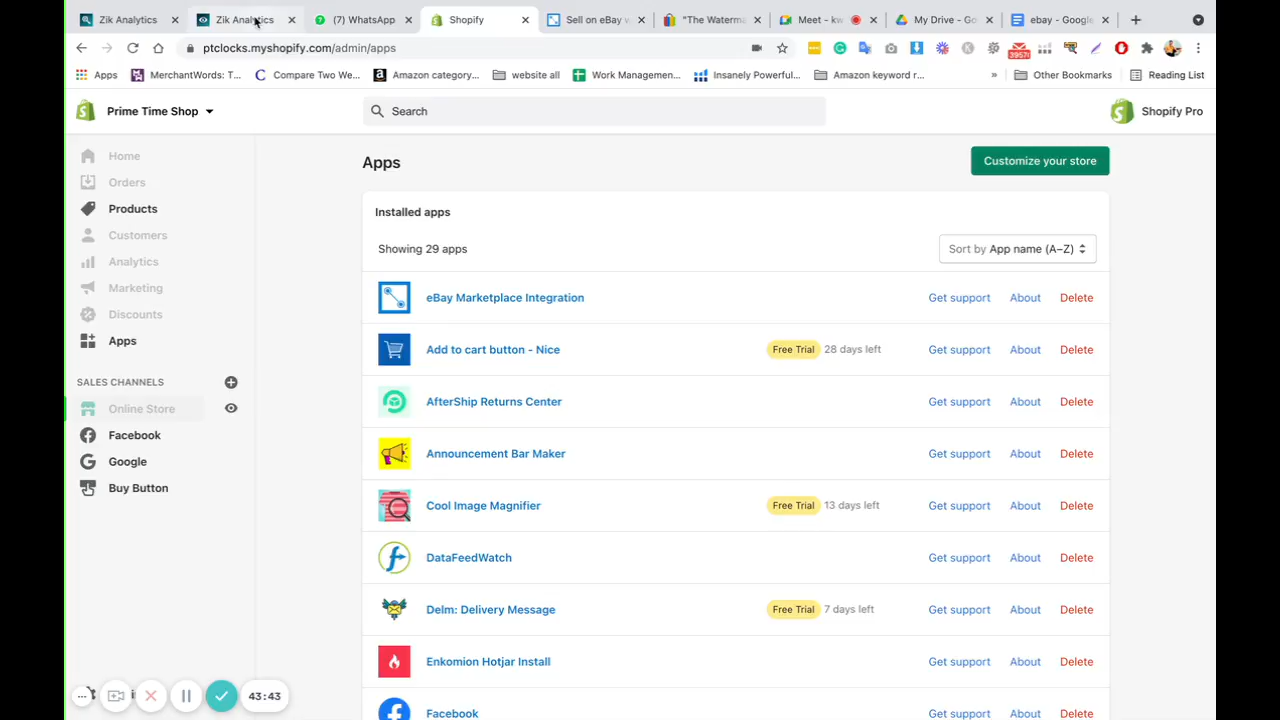 Zik Analytics
Zik Analytics
(7) WhatsApp
Shopify
Sell on eBay v
"The Waterma
Meet - kw
My Drive - Go
ebay - Google
ptclocks.myshopify.com/admin/apps
39570
Apps
MerchantWords: T...
Compare Two We...
Amazon category...
website all
Work Managemen...
Insanely Powerful...
Amazon keyword r...
»
Other Bookmarks
Reading List
Prime Time Shop
Search
Shopify Pro
Home
Orders
Products
Customers
Analytics
Marketing
Discounts
Apps
SALES CHANNELS
Online Store
Facebook
Google
Buy Button
Apps
Customize your store
Installed apps
Showing 29 apps
Sort by App name (A–Z)
eBay Marketplace Integration
Get support About Delete
Add to cart button - Nice
Free Trial 28 days left
Get support About Delete
AfterShip Returns Center
Get support About Delete
Announcement Bar Maker
Get support About Delete
Cool Image Magnifier
Free Trial 13 days left
Get support About Delete
DataFeedWatch
Get support About Delete
Delm: Delivery Message
Free Trial 7 days left
Get support About Delete
Enkomion Hotjar Install
Get support About Delete
Facebook
Get support About Delete
43:43